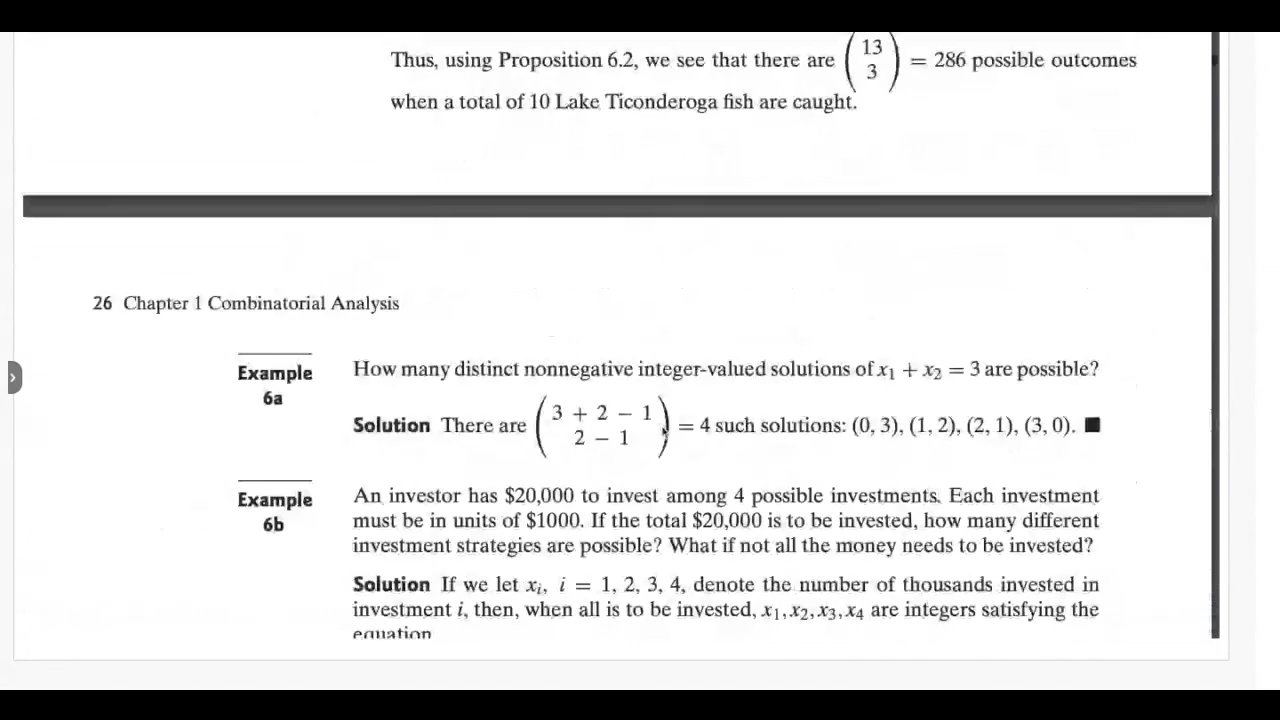 Thus, using Proposition 6.2, we see that there are (13 3) = 286 possible outcomes
when a total of 10 Lake Ticonderoga fish are caught.
26 Chapter 1 Combinatorial Analysis
Example 6a
How many distinct nonnegative integer-valued solutions of x₁ + x₂ = 3 are possible?
Solution There are (3 + 2 − 1 2 − 1) = 4 such solutions: (0, 3), (1, 2), (2, 1), (3, 0). ■
Example 6b
An investor has $20,000 to invest among 4 possible investments. Each investment
must be in units of $1000. If the total $20,000 is to be invested, how many different
investment strategies are possible? What if not all the money needs to be invested?
Solution If we let xᵢ, i = 1, 2, 3, 4, denote the number of thousands invested in
investment i, then, when all is to be invested, x₁, x₂, x₃, x₄ are integers satisfying the
equation